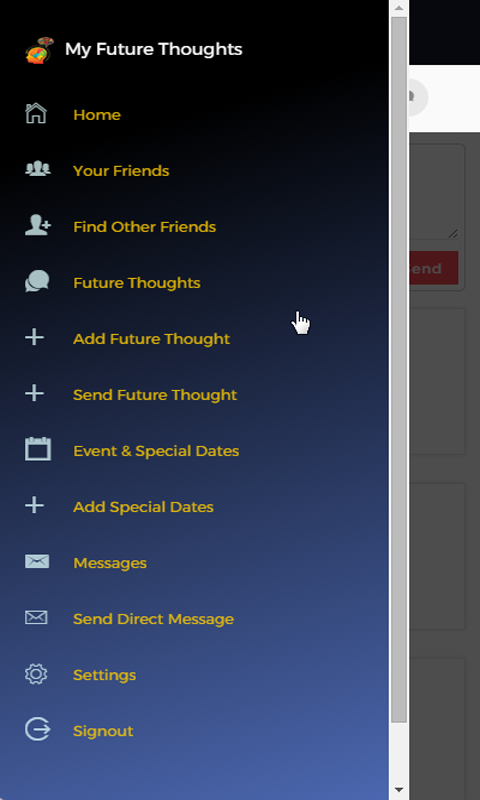 My Future Thoughts
Home
Your Friends
Find Other Friends
Future Thoughts
Add Future Thought
Send Future Thought
Event & Special Dates
Add Special Dates
Messages
Send Direct Message
Settings
Signout